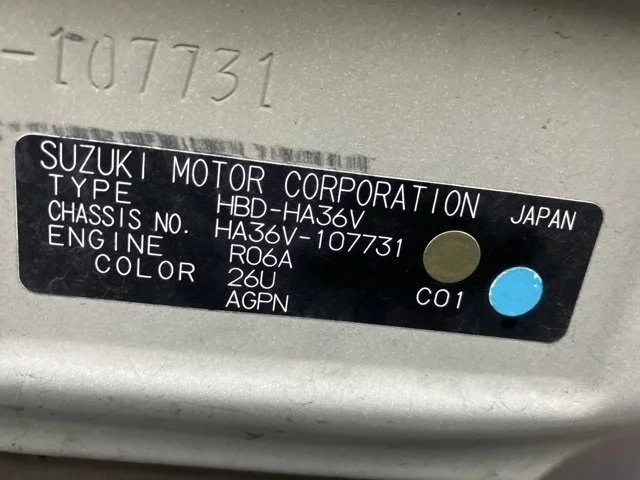 -107731
SUZUKI MOTOR CORPORATION JAPAN
TYPE HBD-HA36V
CHASSIS NO. HA36V-107731
ENGINE R06A
COLOR 26U
AGPN C01